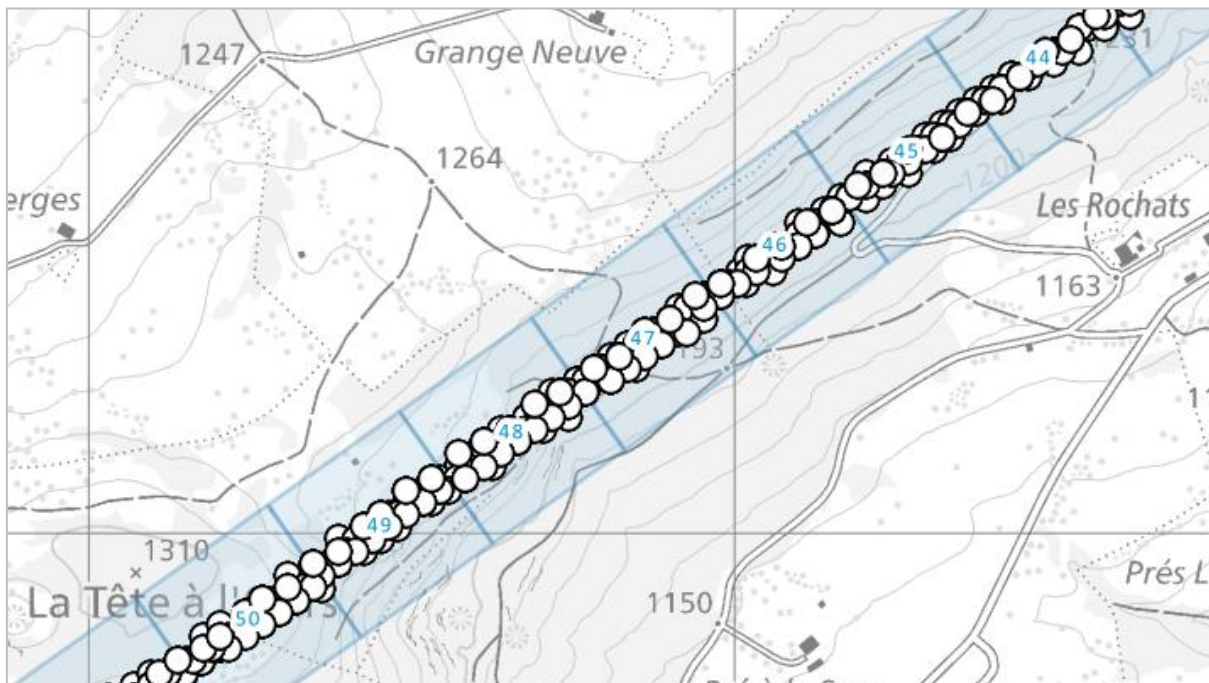 44
1247
Grange Neuve
45
1264
1200
erges
Les Rochats
46
1163
47
48
49
1310
Prés L
La Tête à l'
1150
50